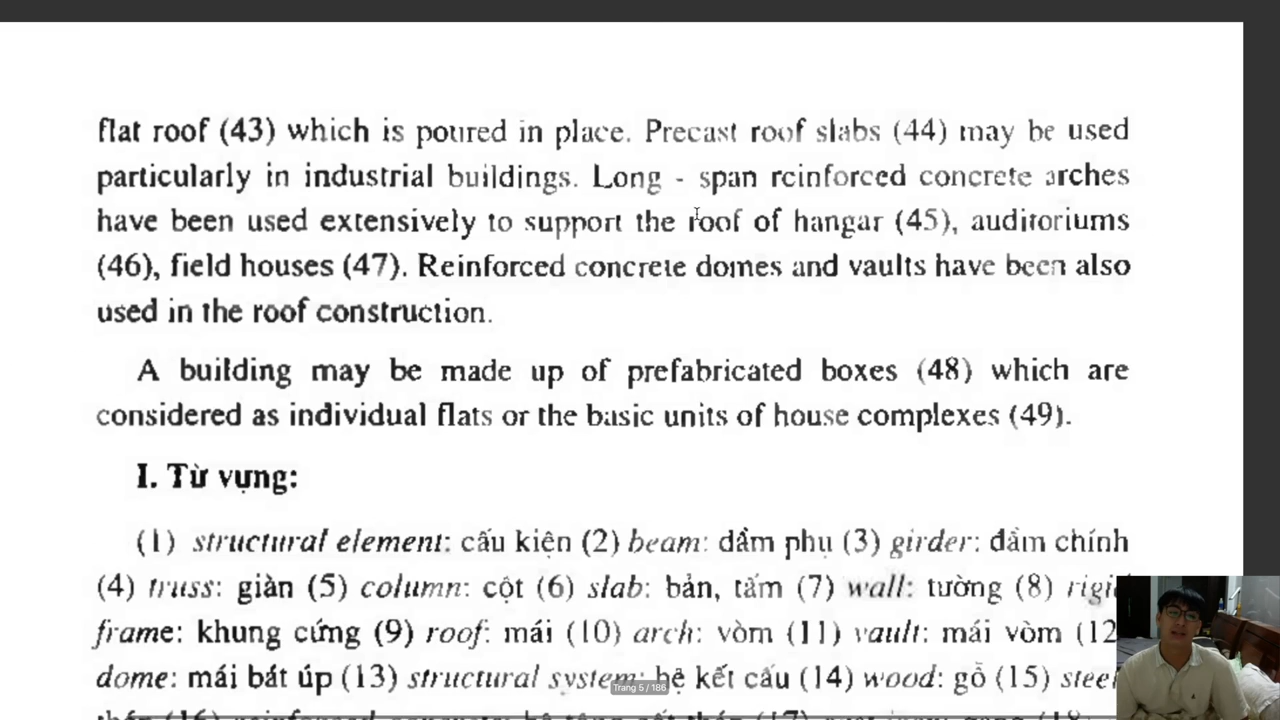 flat roof (43) which is poured in place. Precast roof slabs (44) may be used
particularly in industrial buildings. Long - span reinforced concrete arches
have been used extensively to support the roof of hangar (45), auditoriums
(46), field houses (47). Reinforced concrete domes and vaults have been also
used in the roof construction.
A building may be made up of prefabricated boxes (48) which are
considered as individual flats or the basic units of house complexes (49).
I. Từ vựng:
(1) structural element: cấu kiện (2) beam: dầm phụ (3) girder: đầm chính
(4) truss: giàn (5) column: cột (6) slab: bản, tấm (7) wall: tường (8)
frame: khung cứng (9) roof: mái (10) arch: vòm (11) vault: mái vòm (12
dome: mái bát úp (13) structural system: hệ kết cấu (14) wood: gỗ (15)
Trang 5 / 186